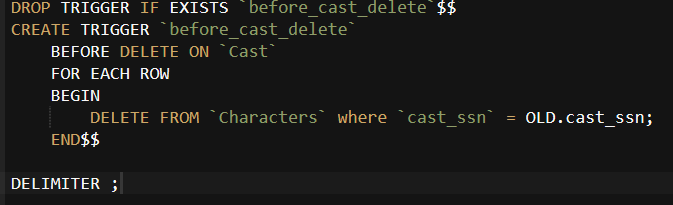 DROP TRIGGER IF EXISTS `before_cast_delete`$$
CREATE TRIGGER `before_cast_delete`
    BEFORE DELETE ON `Cast`
    FOR EACH ROW
    BEGIN
        DELETE FROM `Characters` where `cast_ssn` = OLD.cast_ssn;
    END$$
DELIMITER ;